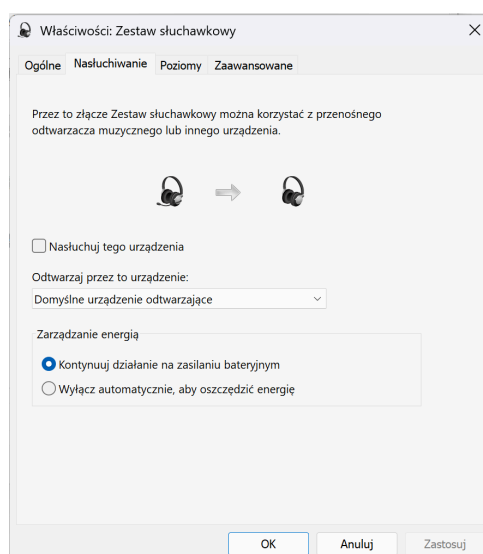 Właściwości: Zestaw słuchawkowy
Ogólne Nasłuchiwanie Poziomy Zaawansowane
Przez to złącze Zestaw słuchawkowy można korzystać z przenośnego
odtwarzacza muzycznego lub innego urządzenia.
Nasłuchuj tego urządzenia
Odtwarzaj przez to urządzenie:
Domyślne urządzenie odtwarzające
Zarządzanie energią
Kontynuuj działanie na zasilaniu bateryjnym
Wyłącz automatycznie, aby oszczędzić energię
OK Anuluj Zastosuj